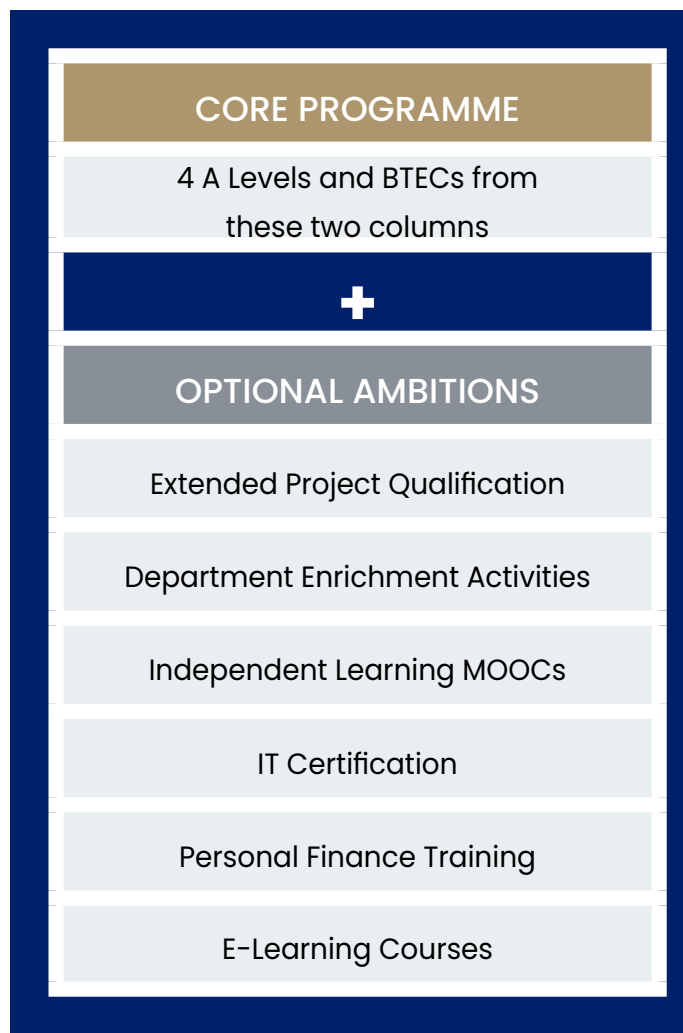 CORE PROGRAMME
4 A Levels and BTECs from
these two columns
+
OPTIONAL AMBITIONS
Extended Project Qualification
Department Enrichment Activities
Independent Learning MOOCs
IT Certification
Personal Finance Training
E-Learning Courses